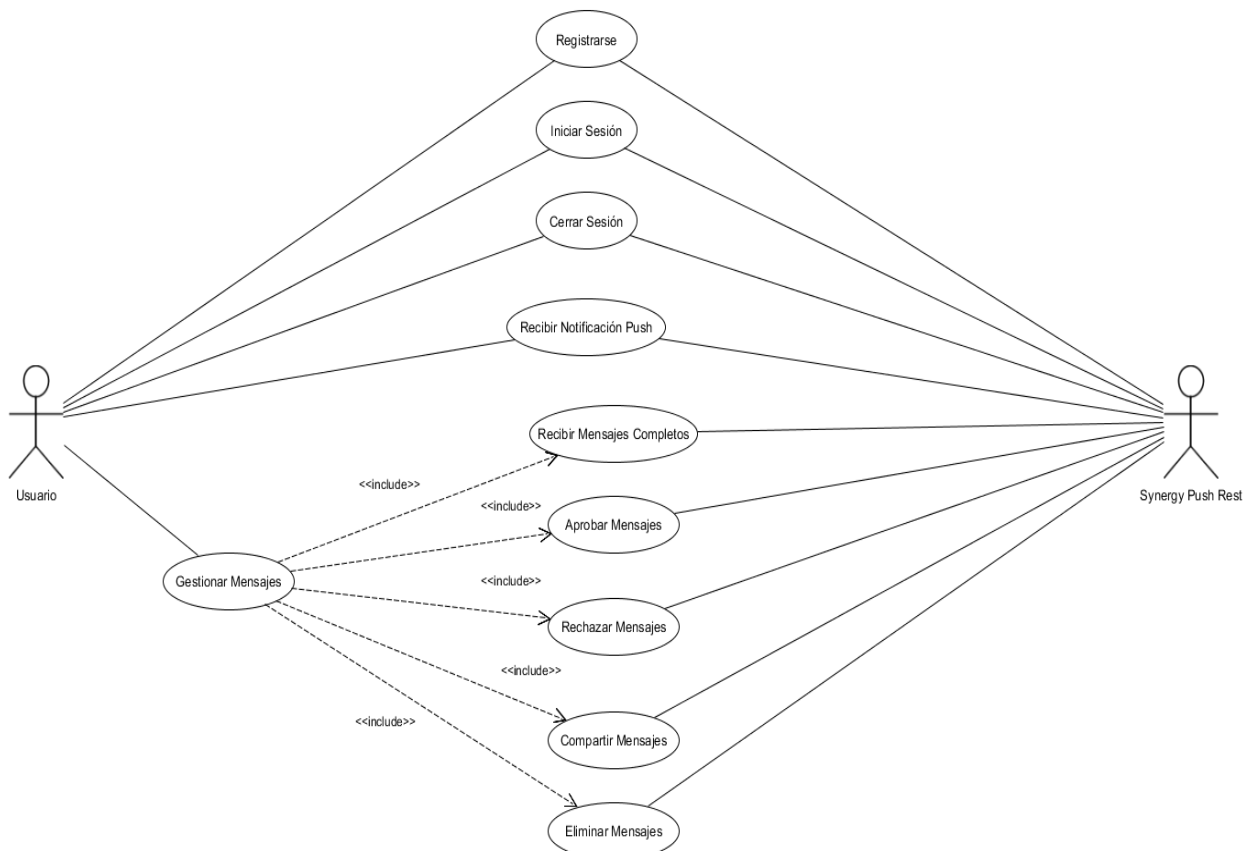 Registrarse
Iniciar Sesión
Cerrar Sesión
Recibir Notificación Push
Usuario
Synergy Push Rest
Recibir Mensajes Completos
<<include>>
Aprobar Mensajes
<<include>>
Gestionar Mensajes
<<include>>
Rechazar Mensajes
<<include>>
Compartir Mensajes
<<include>>
Eliminar Mensajes